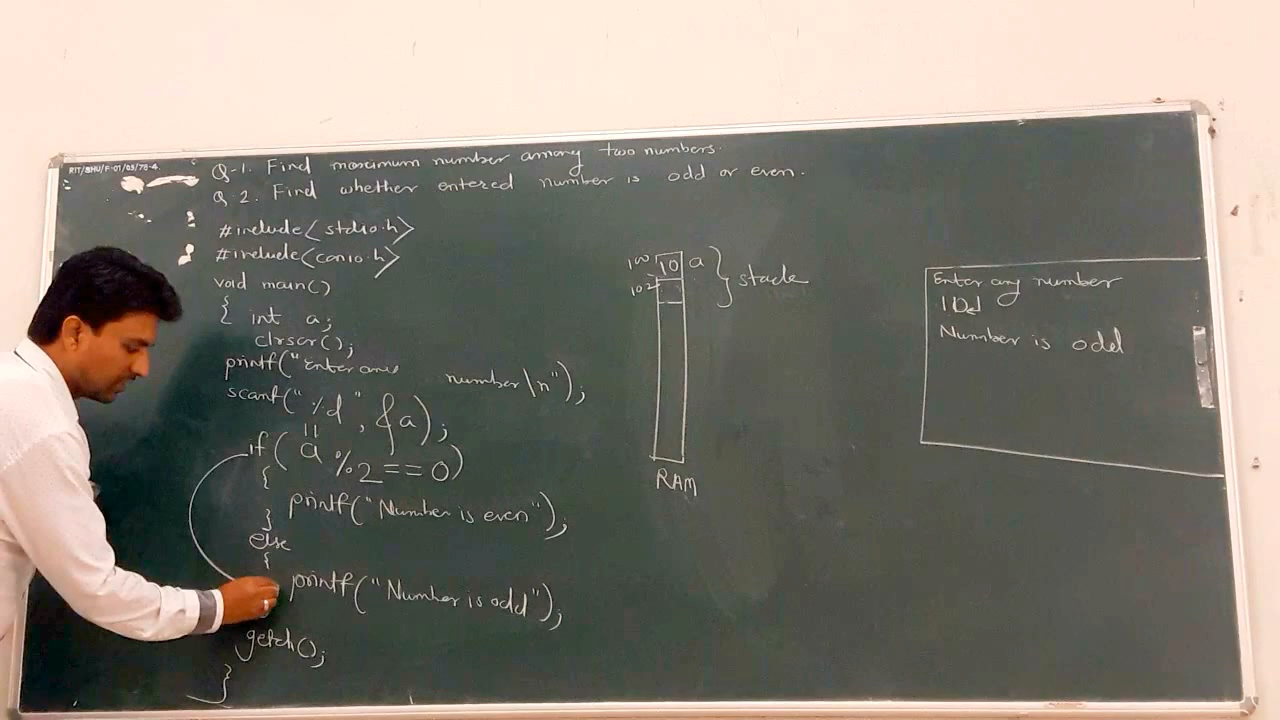 RIT/SHU/F-01/09/78-4.
Q-1. Find maximum number among two numbers.
Q 2. Find whether entered number is odd or even.
#include<stdio.h>
#include<conio.h>
void main()
{ int a;
clrscr();
printf("Enter any number\n");
scanf("%d", &a);
11
if( a %2==0)
{
printf("Number is even");
}
else
{
printf("Number is odd");
getch();
}
100 10 a } stack
102
RAM
Enter any number
Number is odd